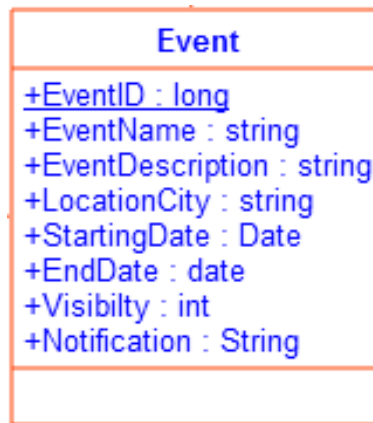 Event
+EventID : long
+EventName : string
+EventDescription : string
+LocationCity : string
+StartingDate : Date
+EndDate : date
+Visibilty : int
+Notification : String